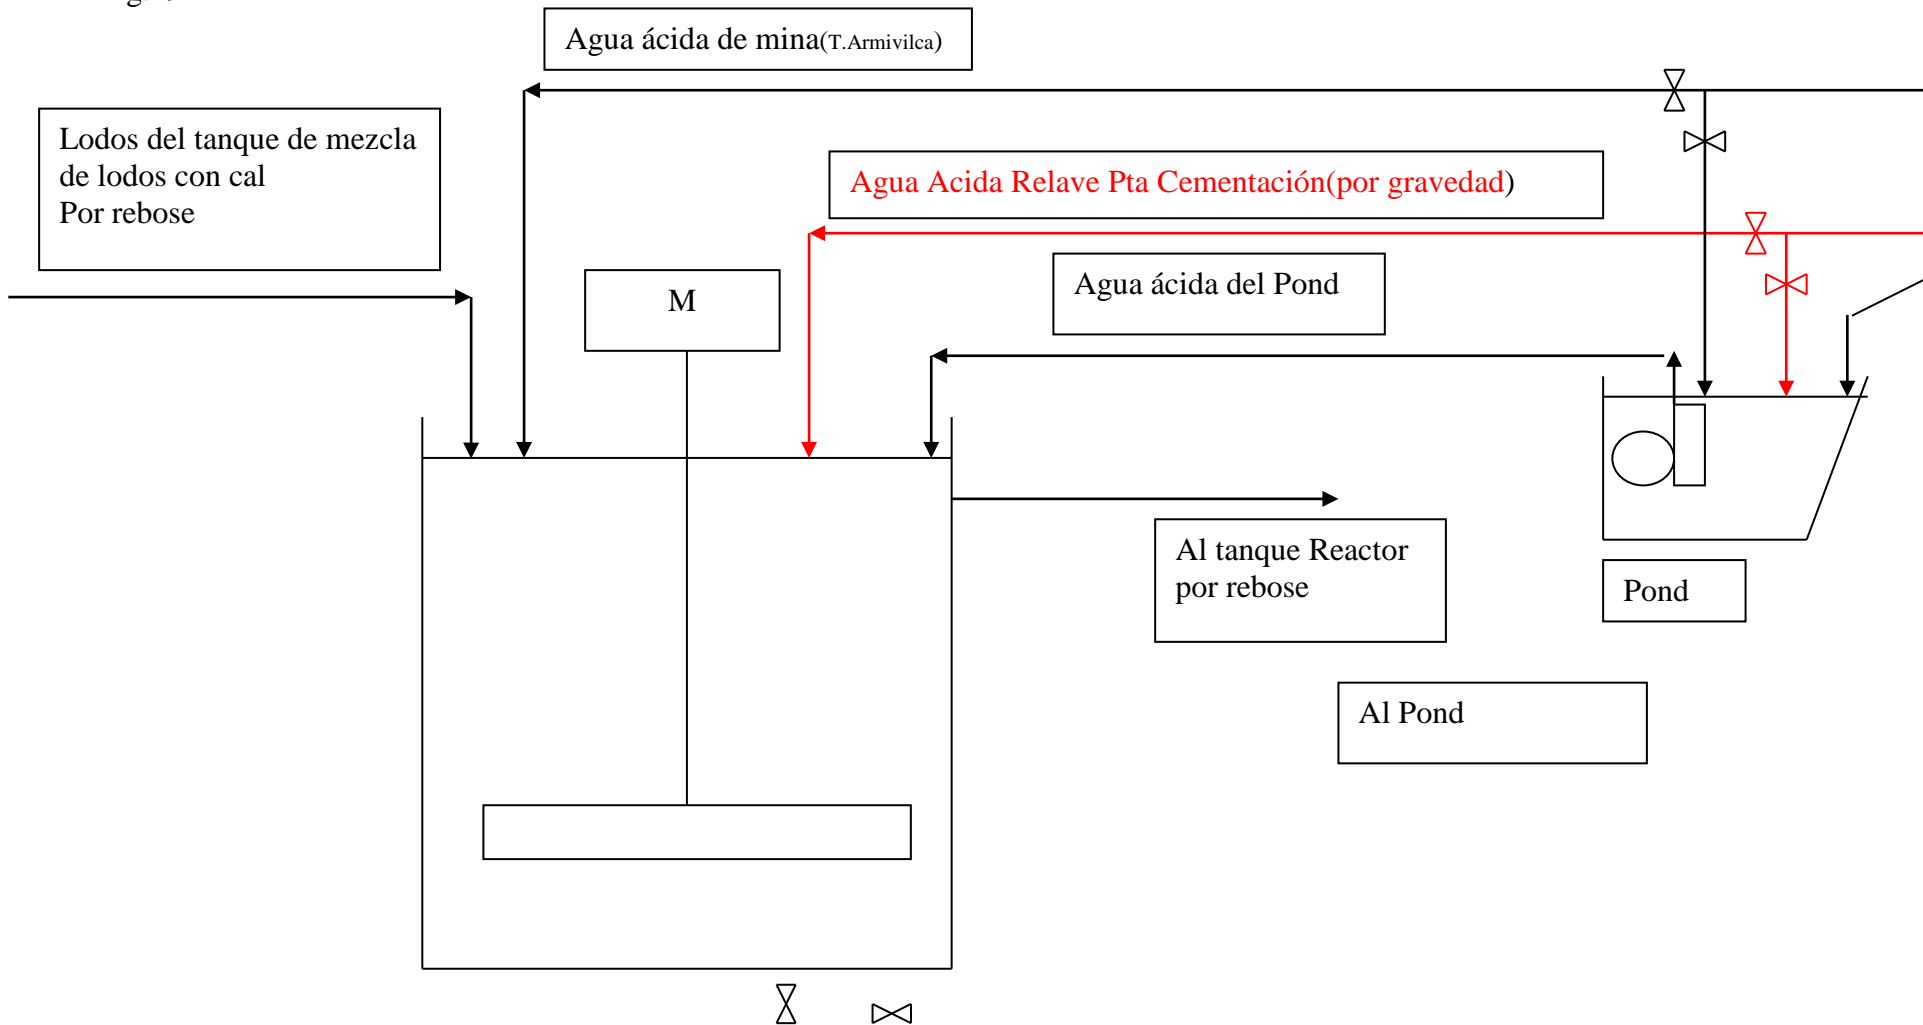 Agua ácida de mina(T.Armivilca)
Lodos del tanque de mezcla
de lodos con cal
Por rebose
Agua Acida Relave Pta Cementación(por gravedad)
Agua ácida del Pond
M
Al tanque Reactor
por rebose
Pond
Al Pond